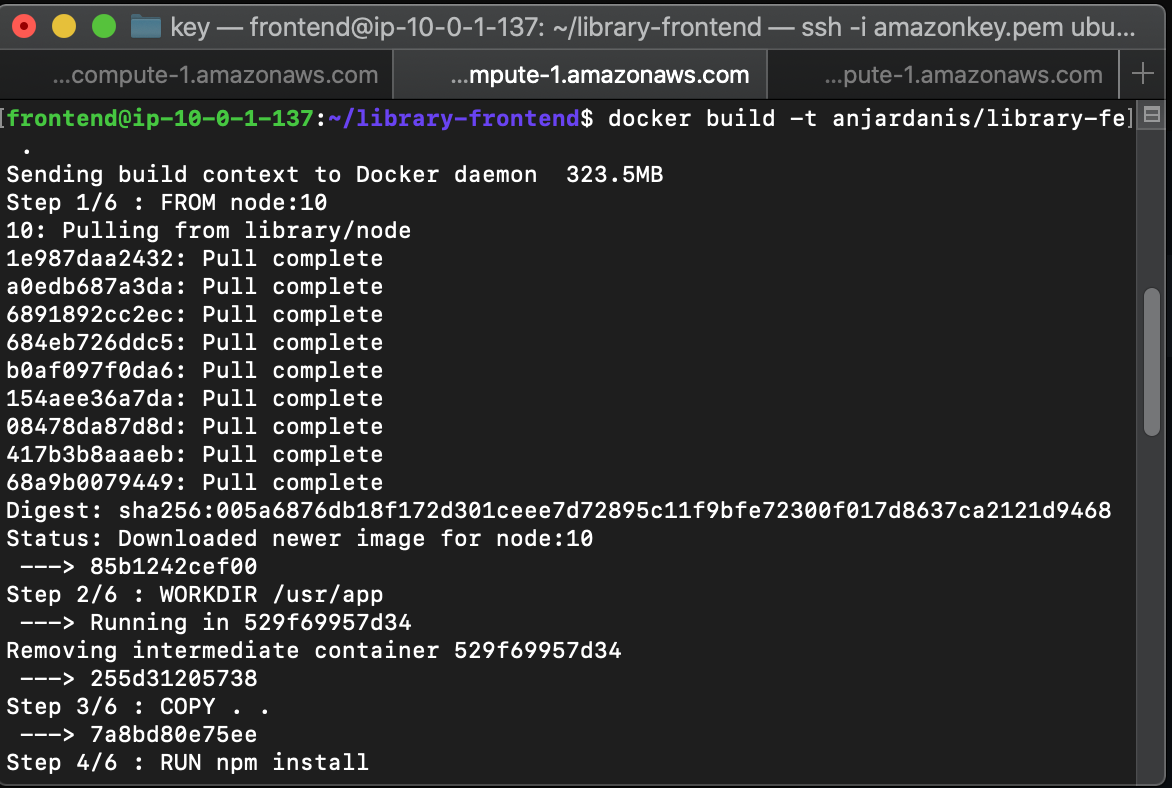 key — frontend@ip-10-0-1-137: ~/library-frontend — ssh -i amazonkey.pem ubu...
...compute-1.amazonaws.com
...mpute-1.amazonaws.com
...pute-1.amazonaws.com
[frontend@ip-10-0-1-137:~/library-frontend$ docker build -t anjardanis/library-fe]
 .
Sending build context to Docker daemon  323.5MB
Step 1/6 : FROM node:10
10: Pulling from library/node
1e987daa2432: Pull complete
a0edb687a3da: Pull complete
6891892cc2ec: Pull complete
684eb726ddc5: Pull complete
b0af097f0da6: Pull complete
154aee36a7da: Pull complete
08478da87d8d: Pull complete
417b3b8aaaeb: Pull complete
68a9b0079449: Pull complete
Digest: sha256:005a6876db18f172d301ceee7d72895c11f9bfe72300f017d8637ca2121d9468
Status: Downloaded newer image for node:10
 ---> 85b1242cef00
Step 2/6 : WORKDIR /usr/app
 ---> Running in 529f69957d34
Removing intermediate container 529f69957d34
 ---> 255d31205738
Step 3/6 : COPY . .
 ---> 7a8bd80e75ee
Step 4/6 : RUN npm install